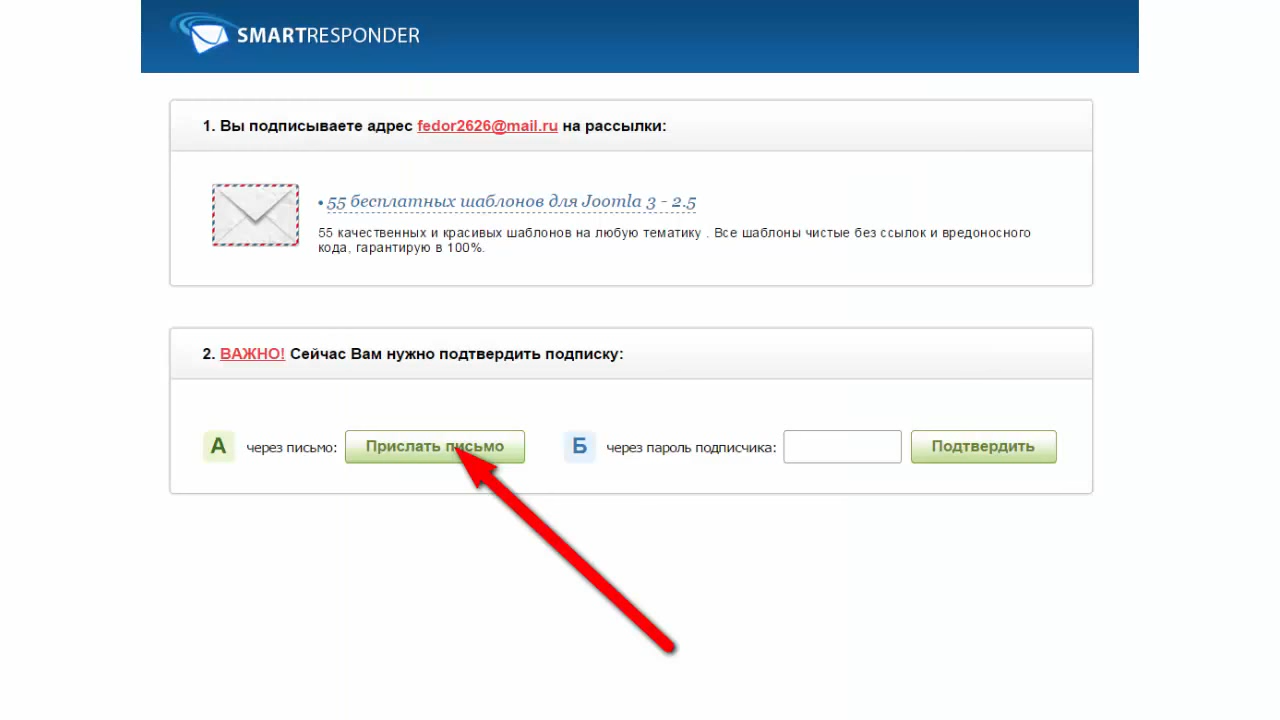 SMARTRESPONDER
1. Вы подписываете адрес fedor2626@mail.ru на рассылки:
• 55 бесплатных шаблонов для Joomla 3 - 2.5
55 качественных и красивых шаблонов на любую тематику . Все шаблоны чистые без ссылок и вредоносного
кода, гарантирую в 100%.
2. ВАЖНО! Сейчас Вам нужно подтвердить подписку:
А через письмо: Прислать письмо Б через пароль подписчика: Подтвердить